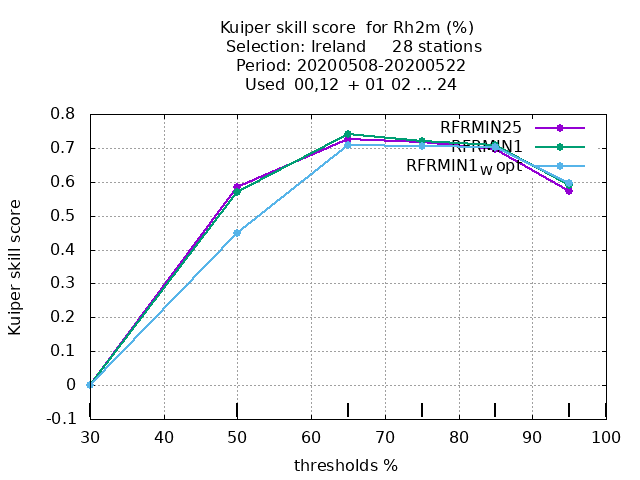 Kuiper skill score  for Rh2m (%)
Selection: Ireland     28 stations
Period: 20200508-20200522
Used  00,12  + 01 02 ... 24
RFRMIN25
RFRMIN1
RFRMIN1w opt
0.8
0.7
0.6
0.5
0.4
0.3
0.2
0.1
0
-0.1
Kuiper skill score
30 40 50 60 70 80 90 100
thresholds %